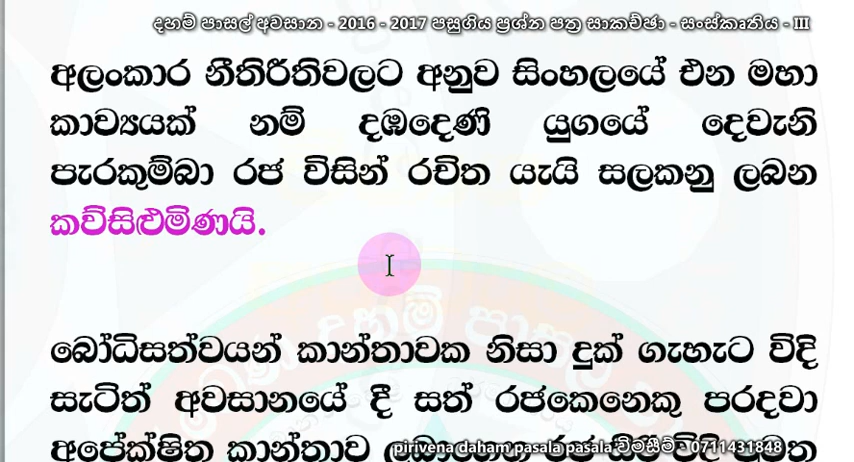 දහම් පාසල් අවසාන - 2016 - 2017 පසුගිය ප්‍රශ්න පත්‍ර සාකච්ඡා - සංස්කෘතිය - III
අලංකාර නීතිරීතිවලට අනුව සිංහලයේ එන මහා
කාව්‍යයක් නම් දඹදෙණි යුගයේ දෙවැනි
පැරකුම්බා රජ විසින් රචිත යැයි සලකනු ලබන
කව්සිළුමිණයි.
බෝධිසත්වයන් කාන්තාවක නිසා දුක් ගැහැට විදි
සැටිත් අවසානයේ දී සත් රජකෙනෙකු පරදවා
අපේක්ෂිත කාන්තාව
pirivena daham pasala pasala විමසීම් - 0711431848